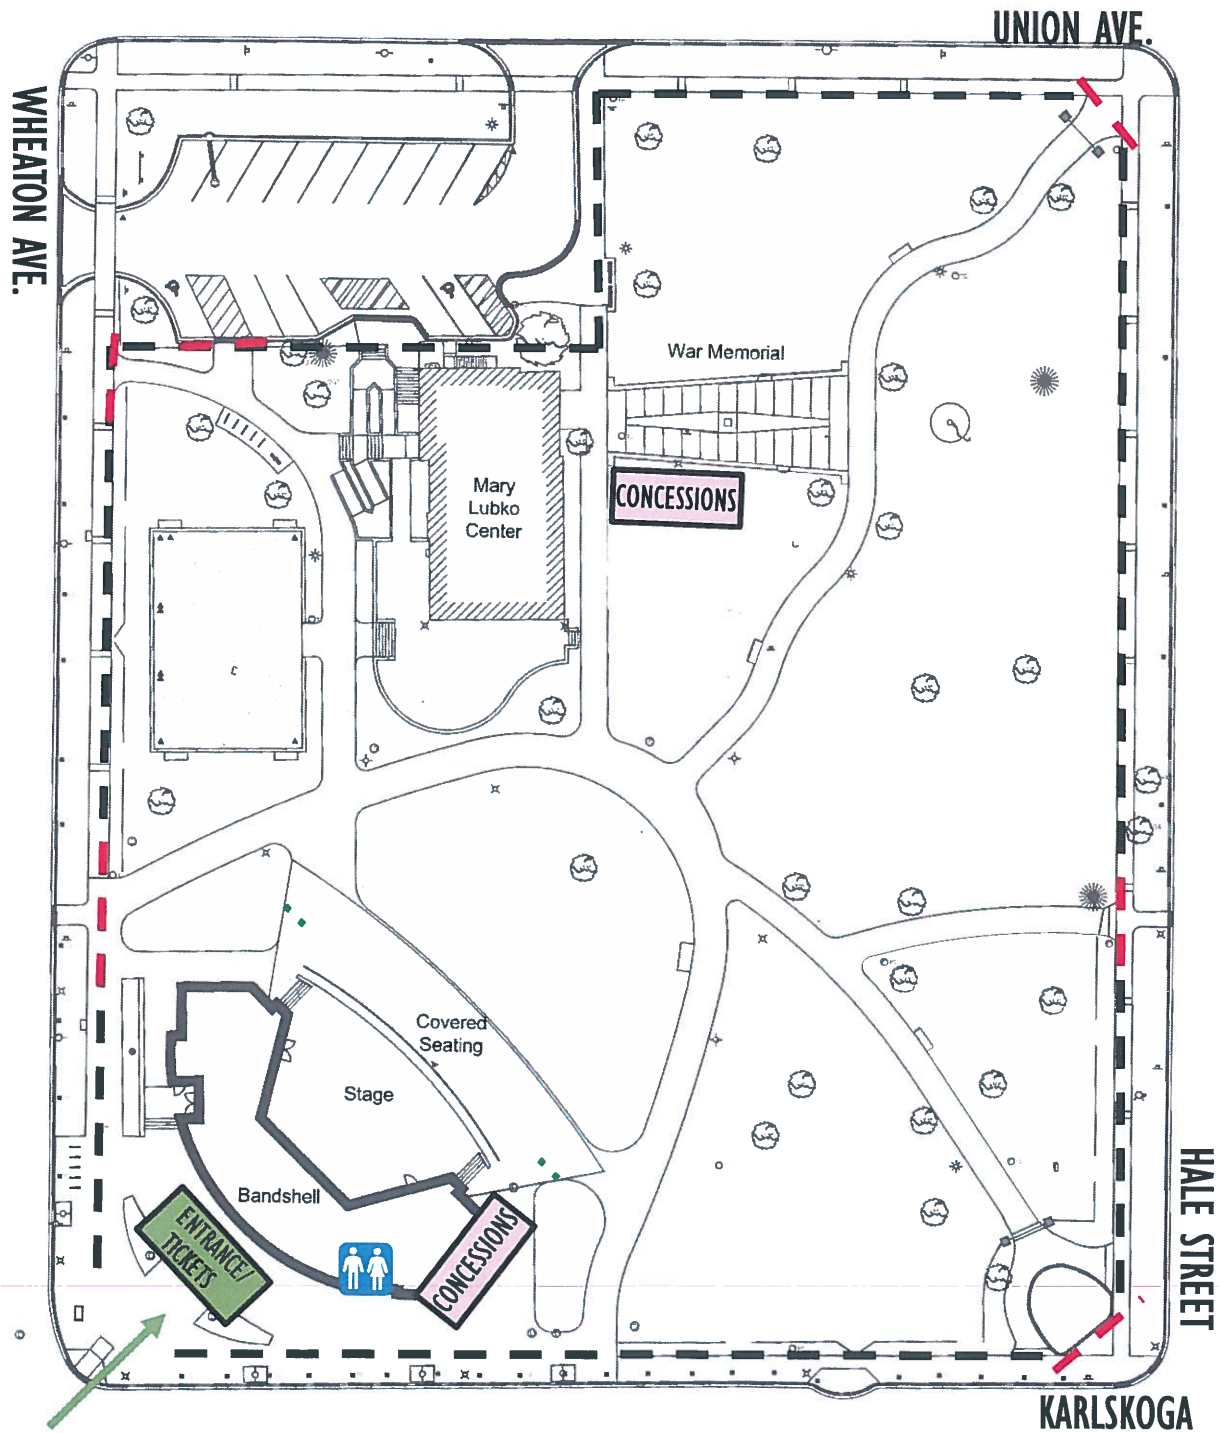 UNION AVE.
WHEATON AVE.
War Memorial
CONCESSIONS
Mary
Lubko
Center
Covered
Seating
Stage
Bandshell
ENTRANCE/
TICKETS
CONCESSIONS
HALE STREET
KARLSKOGA